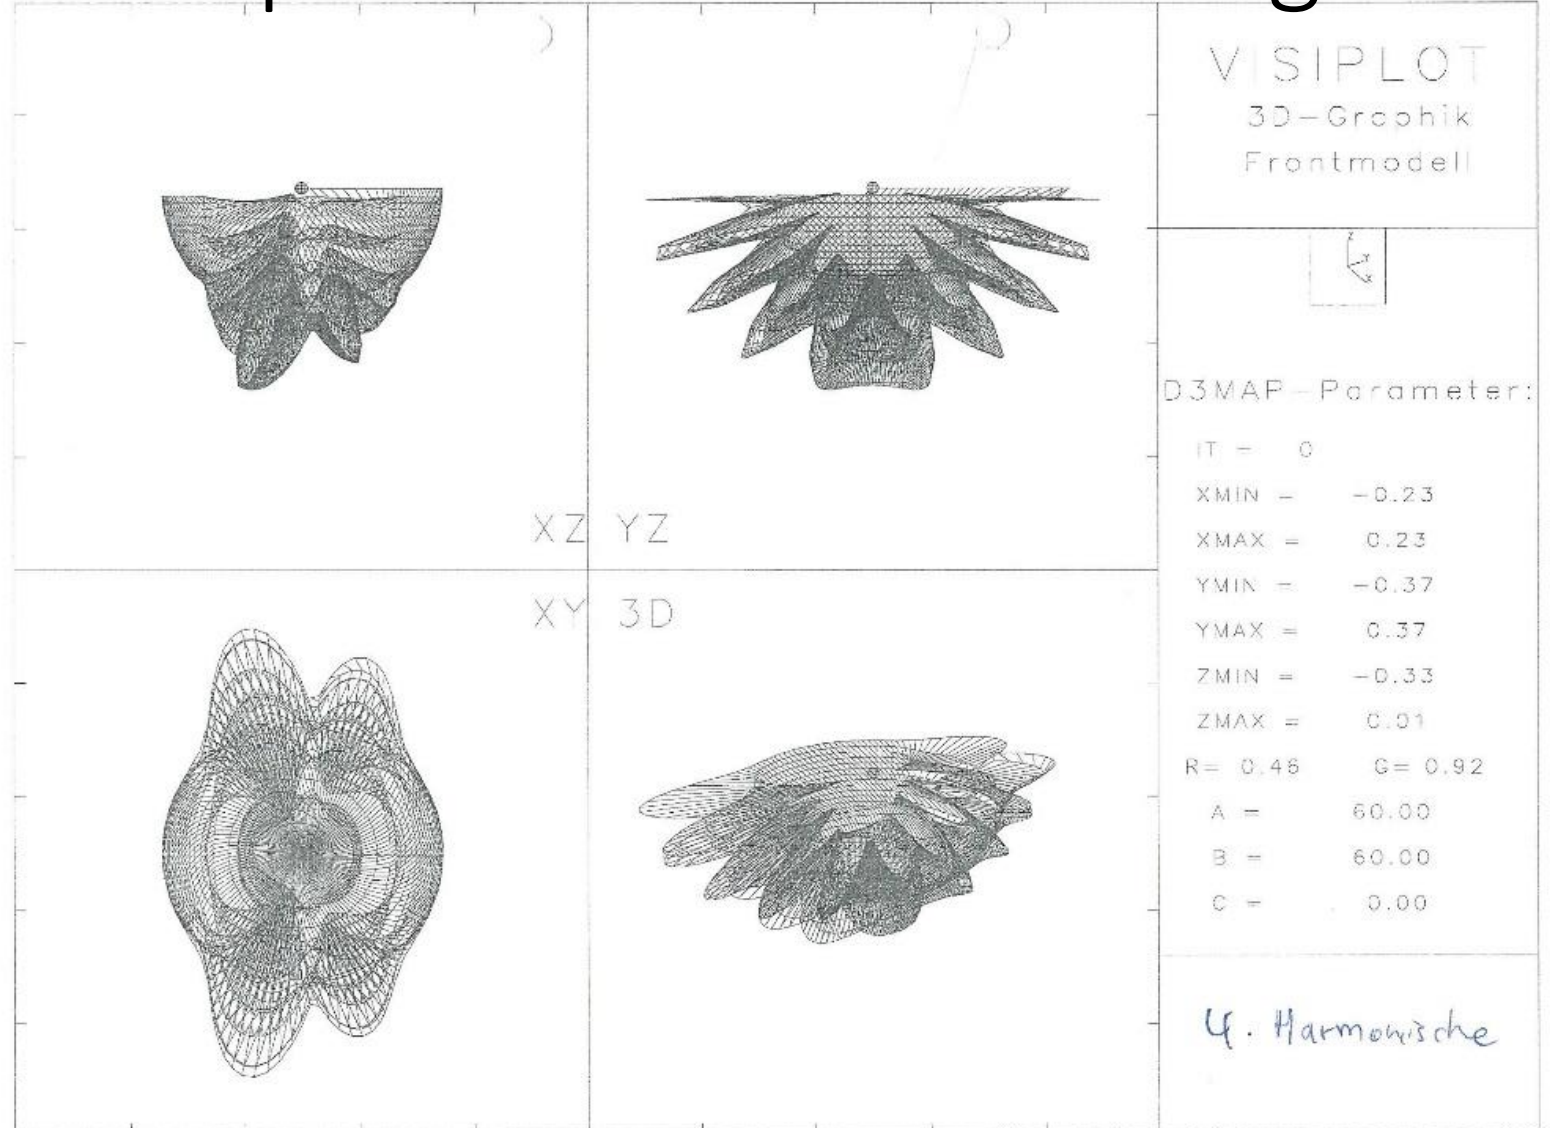 VISIPLOT
3D-Graphik
Frontmodell
XZ YZ
XY 3D
D3MAP-Parameter:
IT = 0
XMIN = -0.23
XMAX = 0.23
YMIN = -0.37
YMAX = 0.37
ZMIN = -0.33
ZMAX = 0.01
R= 0.46 G= 0.92
A = 60.00
B = 60.00
C = 0.00
4. Harmonische